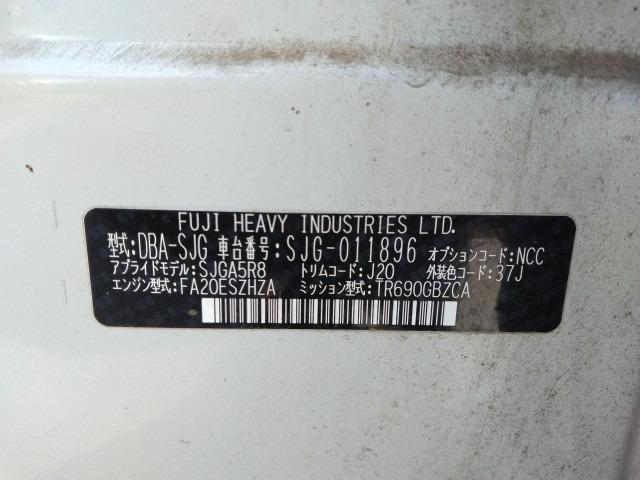 FUJI HEAVY INDUSTRIES LTD.
型式:DBA-SJG 車台番号:SJG-011896 オプションコード:NCC
アプライドモデル:SJGA5R8 トリムコード:J20 外装色コード:37J
エンジン型式:FA20ESZHZA ミッション型式:TR690GBZCA